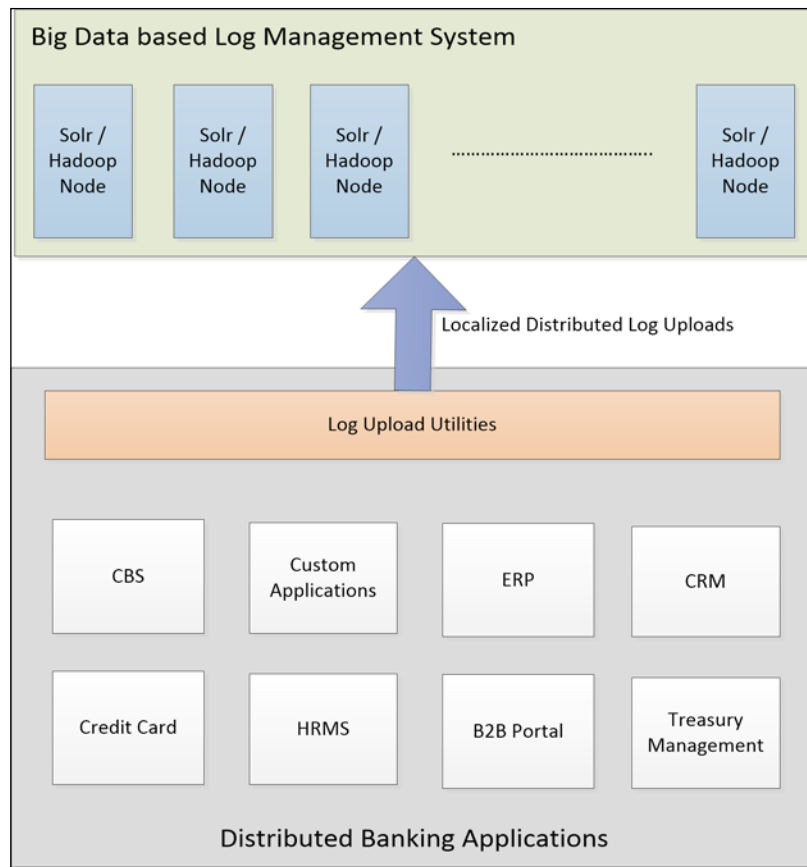 Big Data based Log Management System
Solr /
Hadoop
Node
Solr /
Hadoop
Node
Solr /
Hadoop
Node
Solr /
Hadoop
Node
Localized Distributed Log Uploads
Log Upload Utilities
CBS
Custom
Applications
ERP
CRM
Credit Card
HRMS
B2B Portal
Treasury
Management
Distributed Banking Applications